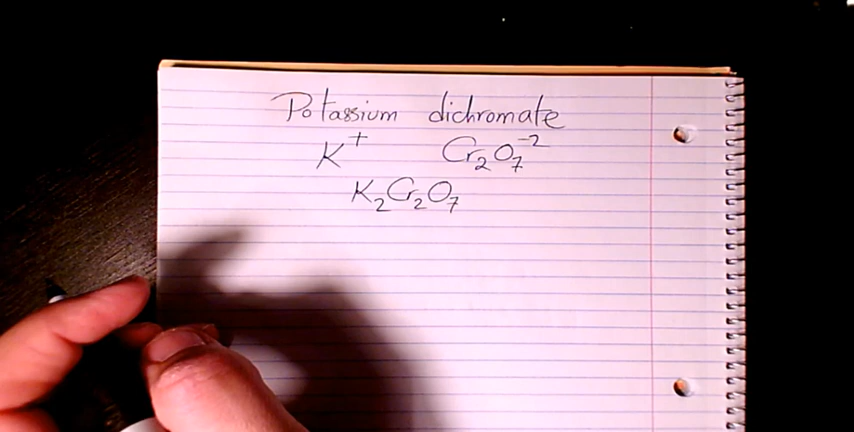 Potassium dichromate
K⁺ Cr₂O₇⁻²
K₂Cr₂O₇